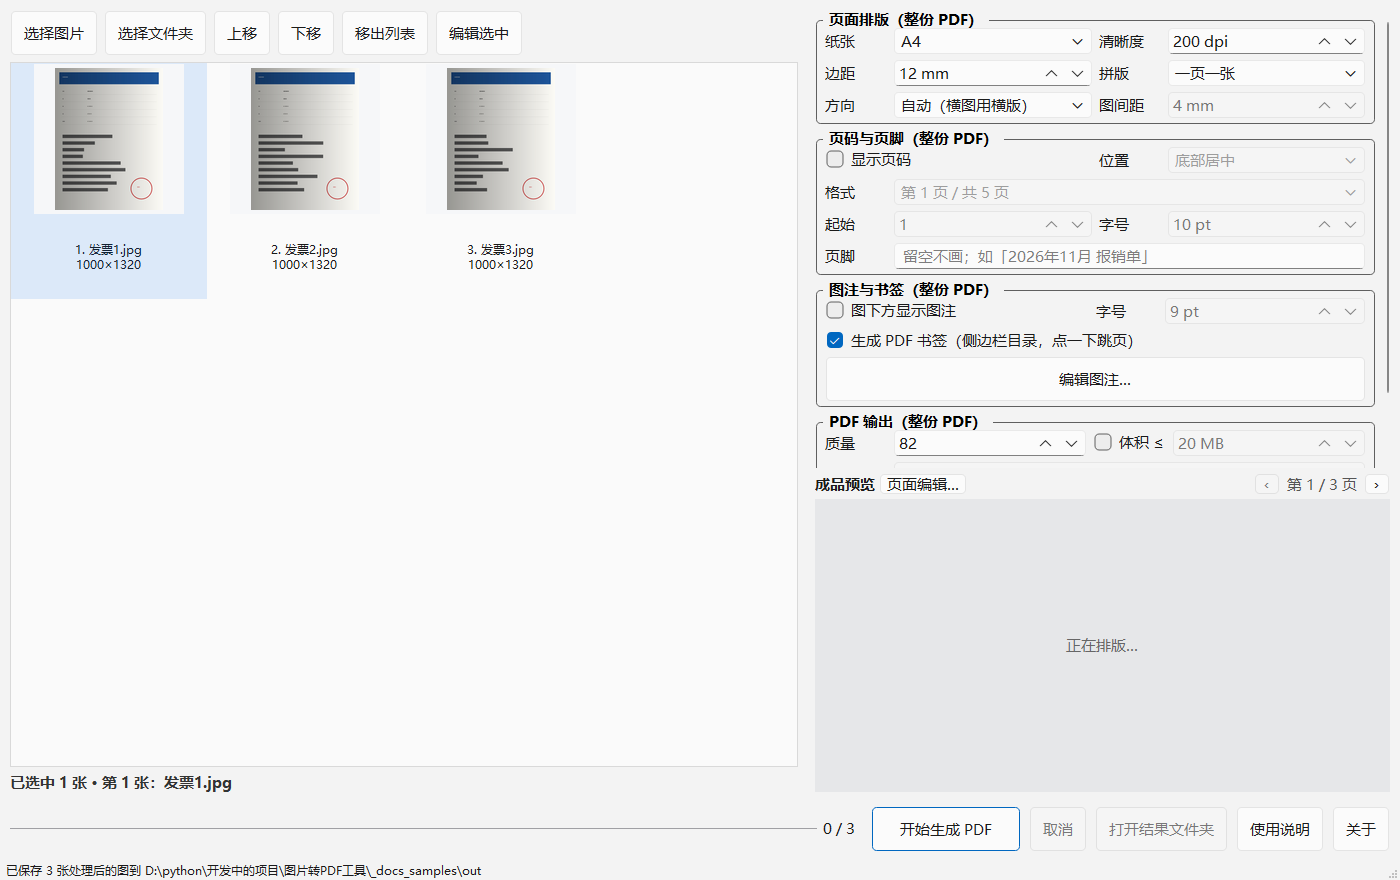 选择图片 选择文件夹 上移 下移 移出列表 编辑选中
1. 发票1.jpg
1000×1320
2. 发票2.jpg
1000×1320
3. 发票3.jpg
1000×1320
已选中 1 张 • 第 1 张：发票1.jpg
页面排版（整份 PDF）
纸张 A4 清晰度 200 dpi
边距 12 mm 拼版 一页一张
方向 自动（横图用横版） 图间距 4 mm
页码与页脚（整份 PDF）
显示页码 位置 底部居中
格式 第 1 页 / 共 5 页
起始 1 字号 10 pt
页脚 留空不画；如「2026年11月 报销单」
图注与书签（整份 PDF）
图下方显示图注 字号 9 pt
生成 PDF 书签（侧边栏目录，点一下跳页）
编辑图注...
PDF 输出（整份 PDF）
质量 82 体积 ≤ 20 MB
成品预览 页面编辑... ‹ 第 1 / 3 页 ›
正在排版...
0 / 3 开始生成 PDF 取消 打开结果文件夹 使用说明 关于
已保存 3 张处理后的图到 D:\python\开发中的项目\图片转PDF工具\_docs_samples\out